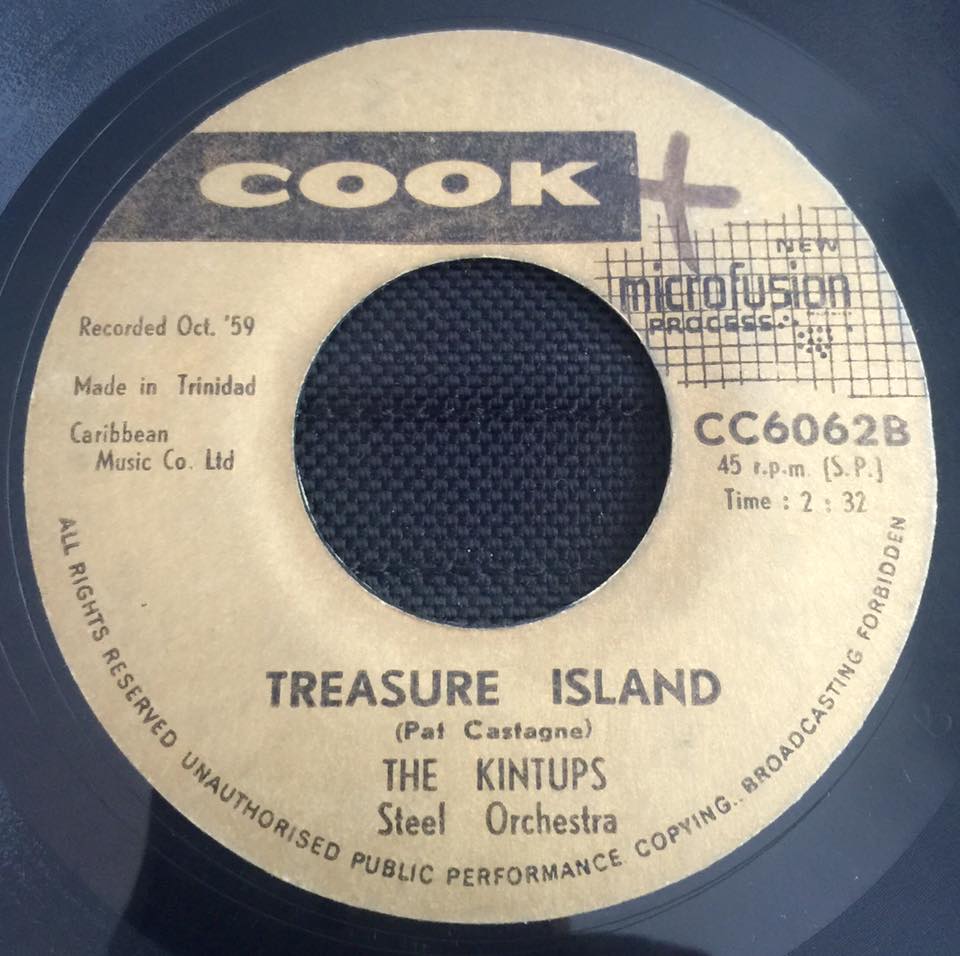 COOK
NEW
microfusion
PROCESS
Recorded Oct. '59
Made in Trinidad
Caribbean
Music Co. Ltd
CC6062B
45 r.p.m. [S.P.]
Time : 2 : 32
TREASURE ISLAND
(Pat Castagne)
THE KINTUPS
Steel Orchestra
ALL RIGHTS RESERVED UNAUTHORISED PUBLIC PERFORMANCE COPYING.. BROADCASTING FORBIDDEN